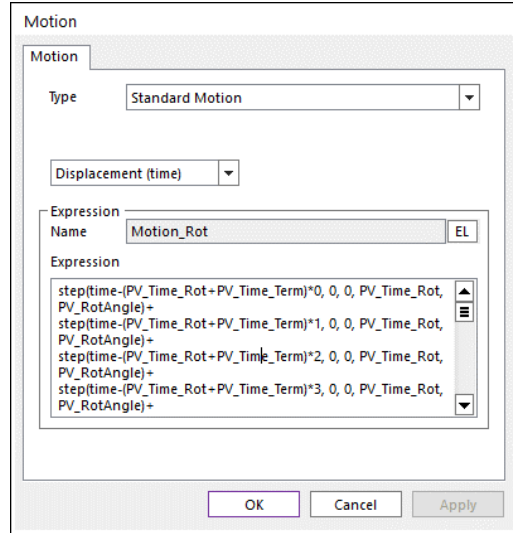 Motion
Motion
Type
Standard Motion
Displacement (time)
Expression
Name
Motion_Rot
EL
Expression
step(time-(PV_Time_Rot+PV_Time_Term)*0, 0, 0, PV_Time_Rot,
PV_RotAngle)+
step(time-(PV_Time_Rot+PV_Time_Term)*1, 0, 0, PV_Time_Rot,
PV_RotAngle)+
step(time-(PV_Time_Rot+PV_Time_Term)*2, 0, 0, PV_Time_Rot,
PV_RotAngle)+
step(time-(PV_Time_Rot+PV_Time_Term)*3, 0, 0, PV_Time_Rot,
PV_RotAngle)+
OK
Cancel
Apply